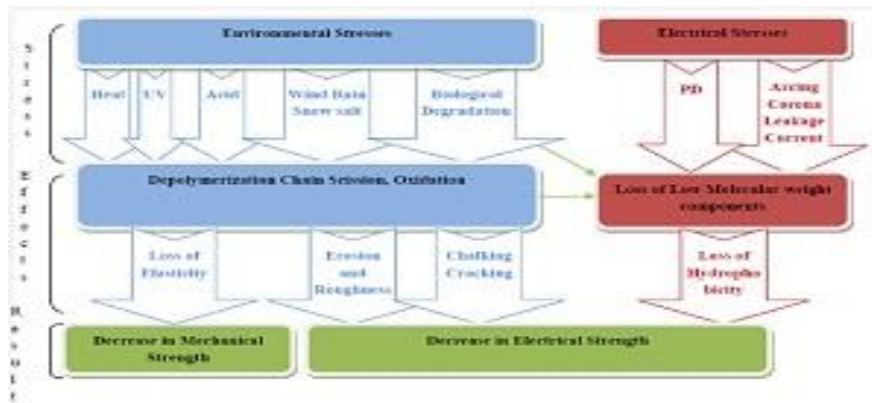 Stress
Environmental Stresses
Electrical Stresses
Heat
UV
Acid
Wind Rain
Snow salt
Biological
Degradation
PD
Arcing
Corona
Leakage
Current
Effects
Depolymerization Chain Scission, Oxidation
Loss of Low-Molecular weight
components
Loss of
Elasticity
Erosion
and
Roughness
Chalking
Cracking
Loss of
Hydropho
bicity
Result
Decrease in Mechanical
Strength
Decrease in Electrical Strength